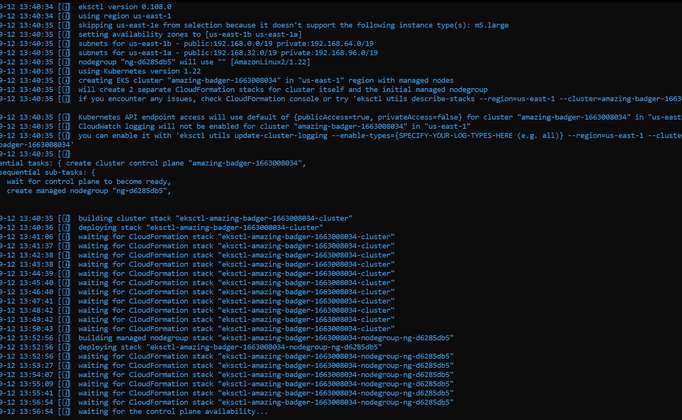 9-12 13:40:34 [ℹ]  eksctl version 0.108.0
9-12 13:40:34 [ℹ]  using region us-east-1
9-12 13:40:35 [ℹ]  skipping us-east-1e from selection because it doesn't support the following instance type(s): m5.large
9-12 13:40:35 [ℹ]  setting availability zones to [us-east-1b us-east-1a]
9-12 13:40:35 [ℹ]  subnets for us-east-1b - public:192.168.0.0/19 private:192.168.64.0/19
9-12 13:40:35 [ℹ]  subnets for us-east-1a - public:192.168.32.0/19 private:192.168.96.0/19
9-12 13:40:35 [ℹ]  nodegroup "ng-d6285db5" will use "" [AmazonLinux2/1.22]
9-12 13:40:35 [ℹ]  using Kubernetes version 1.22
9-12 13:40:35 [ℹ]  creating EKS cluster "amazing-badger-1663008034" in "us-east-1" region with managed nodes
9-12 13:40:35 [ℹ]  will create 2 separate CloudFormation stacks for cluster itself and the initial managed nodegroup
9-12 13:40:35 [ℹ]  if you encounter any issues, check CloudFormation console or try 'eksctl utils describe-stacks --region=us-east-1 --cluster=amazing-badger-1663
9-12 13:40:35 [ℹ]  Kubernetes API endpoint access will use default of {publicAccess=true, privateAccess=false} for cluster "amazing-badger-1663008034" in "us-east
9-12 13:40:35 [ℹ]  CloudWatch logging will not be enabled for cluster "amazing-badger-1663008034" in "us-east-1"
9-12 13:40:35 [ℹ]  you can enable it with 'eksctl utils update-cluster-logging --enable-types={SPECIFY-YOUR-LOG-TYPES-HERE (e.g. all)} --region=us-east-1 --cluste
badger-1663008034'
9-12 13:40:35 [ℹ]
ential tasks: { create cluster control plane "amazing-badger-1663008034",
sequential sub-tasks: {
wait for control plane to become ready,
create managed nodegroup "ng-d6285db5",
9-12 13:40:35 [ℹ]  building cluster stack "eksctl-amazing-badger-1663008034-cluster"
9-12 13:40:36 [ℹ]  deploying stack "eksctl-amazing-badger-1663008034-cluster"
9-12 13:41:06 [ℹ]  waiting for CloudFormation stack "eksctl-amazing-badger-1663008034-cluster"
9-12 13:41:37 [ℹ]  waiting for CloudFormation stack "eksctl-amazing-badger-1663008034-cluster"
9-12 13:42:38 [ℹ]  waiting for CloudFormation stack "eksctl-amazing-badger-1663008034-cluster"
9-12 13:43:38 [ℹ]  waiting for CloudFormation stack "eksctl-amazing-badger-1663008034-cluster"
9-12 13:44:39 [ℹ]  waiting for CloudFormation stack "eksctl-amazing-badger-1663008034-cluster"
9-12 13:45:40 [ℹ]  waiting for CloudFormation stack "eksctl-amazing-badger-1663008034-cluster"
9-12 13:46:40 [ℹ]  waiting for CloudFormation stack "eksctl-amazing-badger-1663008034-cluster"
9-12 13:47:41 [ℹ]  waiting for CloudFormation stack "eksctl-amazing-badger-1663008034-cluster"
9-12 13:48:42 [ℹ]  waiting for CloudFormation stack "eksctl-amazing-badger-1663008034-cluster"
9-12 13:49:42 [ℹ]  waiting for CloudFormation stack "eksctl-amazing-badger-1663008034-cluster"
9-12 13:50:43 [ℹ]  waiting for CloudFormation stack "eksctl-amazing-badger-1663008034-cluster"
9-12 13:52:56 [ℹ]  building managed nodegroup stack "eksctl-amazing-badger-1663008034-nodegroup-ng-d6285db5"
9-12 13:52:56 [ℹ]  deploying stack "eksctl-amazing-badger-1663008034-nodegroup-ng-d6285db5"
9-12 13:52:56 [ℹ]  waiting for CloudFormation stack "eksctl-amazing-badger-1663008034-nodegroup-ng-d6285db5"
9-12 13:53:27 [ℹ]  waiting for CloudFormation stack "eksctl-amazing-badger-1663008034-nodegroup-ng-d6285db5"
9-12 13:54:07 [ℹ]  waiting for CloudFormation stack "eksctl-amazing-badger-1663008034-nodegroup-ng-d6285db5"
9-12 13:55:09 [ℹ]  waiting for CloudFormation stack "eksctl-amazing-badger-1663008034-nodegroup-ng-d6285db5"
9-12 13:55:41 [ℹ]  waiting for CloudFormation stack "eksctl-amazing-badger-1663008034-nodegroup-ng-d6285db5"
9-12 13:56:54 [ℹ]  waiting for CloudFormation stack "eksctl-amazing-badger-1663008034-nodegroup-ng-d6285db5"
9-12 13:56:54 [ℹ]  waiting for the control plane availability...